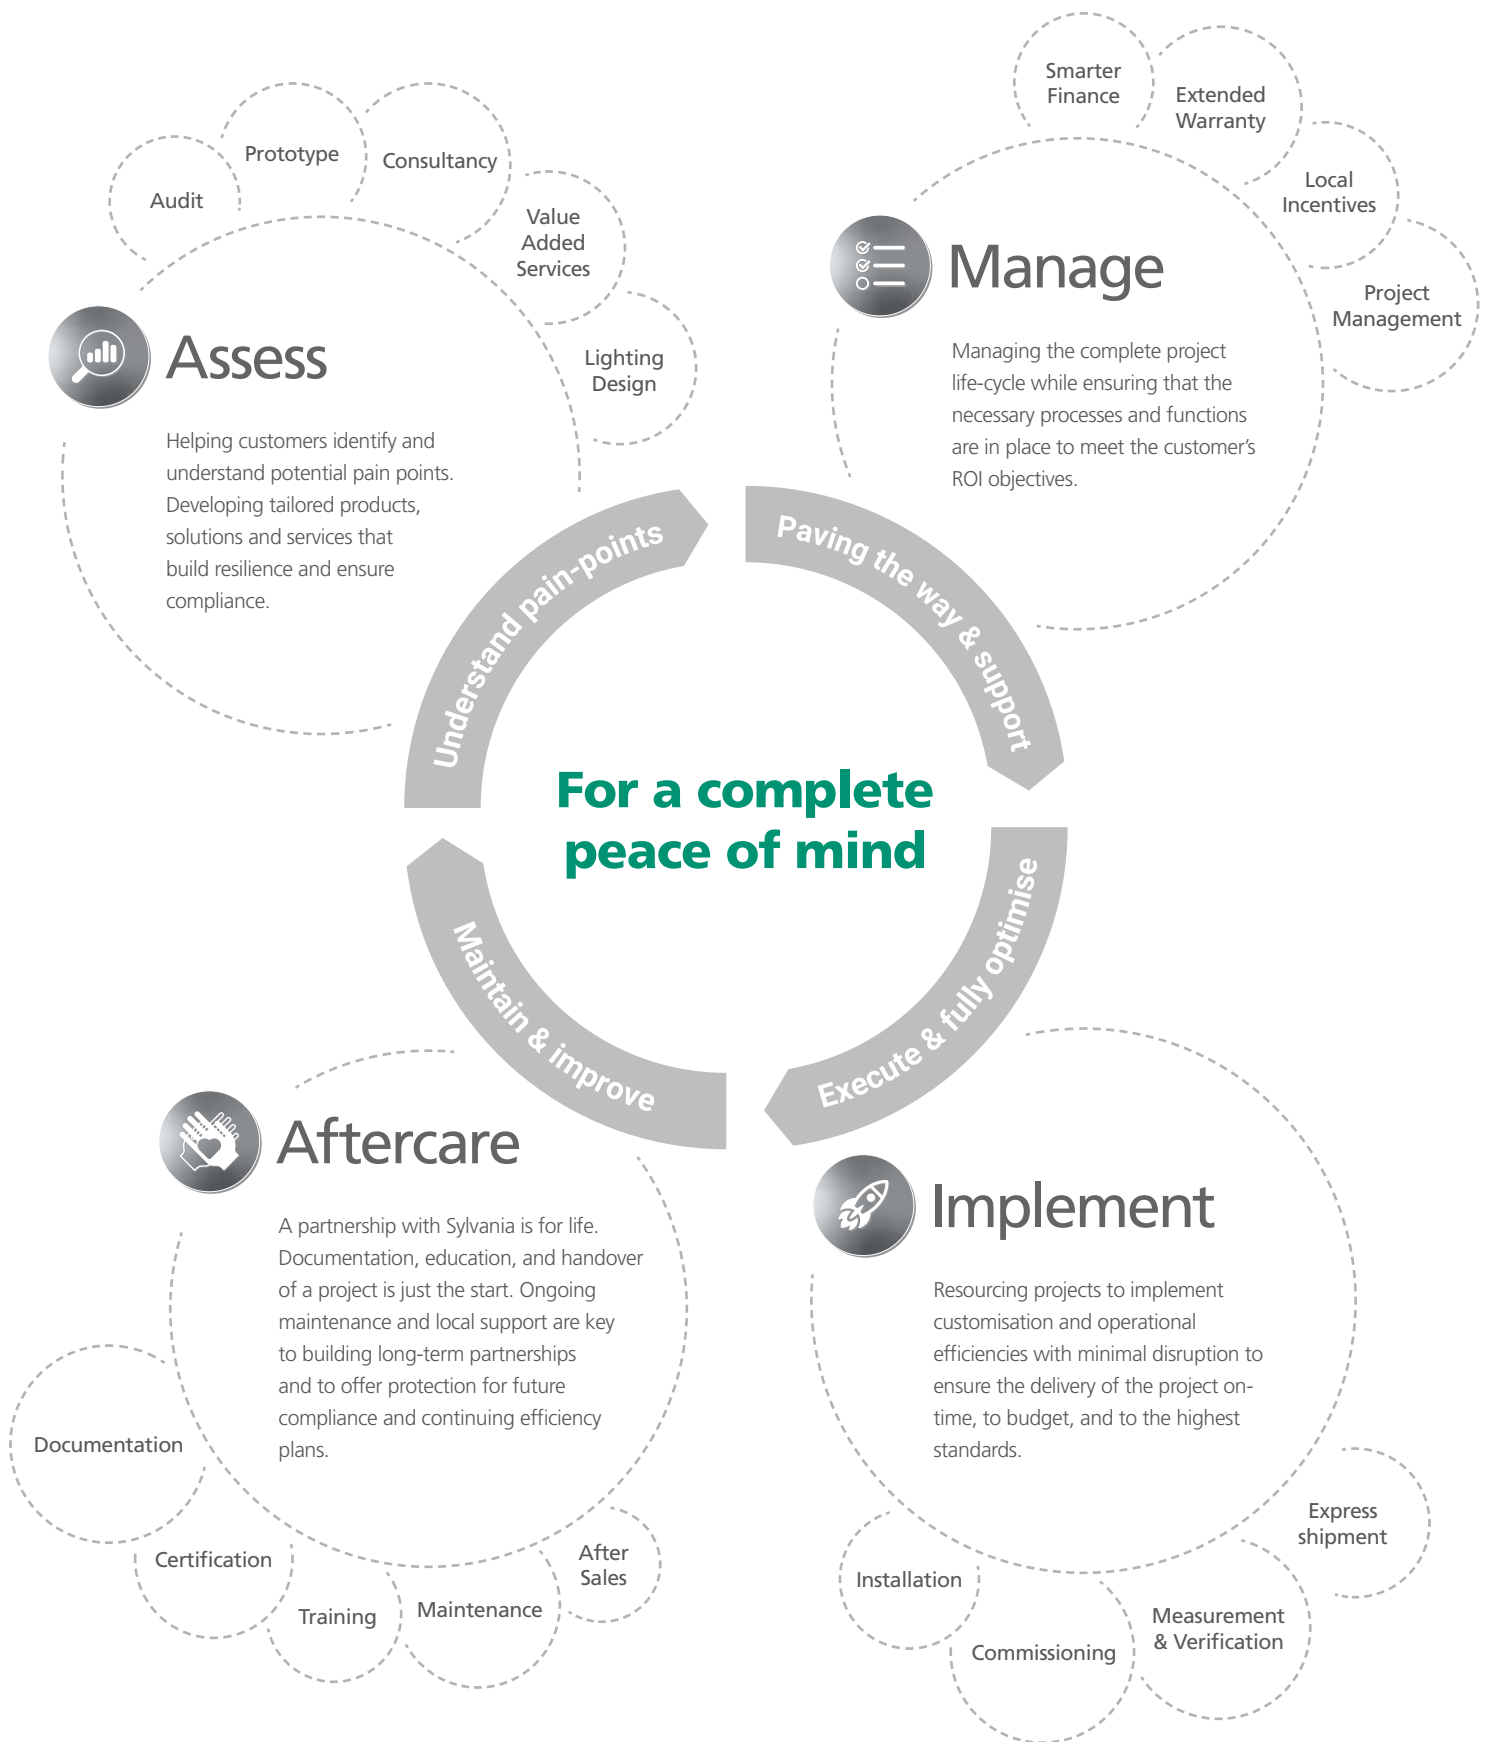 Audit
Prototype
Consultancy
Value
Added
Services
Lighting
Design
Assess
Helping customers identify and
understand potential pain points.
Developing tailored products,
solutions and services that
build resilience and ensure
compliance.
Smarter
Finance
Extended
Warranty
Local
Incentives
Project
Management
Manage
Managing the complete project
life-cycle while ensuring that the
necessary processes and functions
are in place to meet the customer’s
ROI objectives.
Understand pain-points
Paving the way & support
For a complete
peace of mind
Maintain & improve
Execute & fully optimise
Aftercare
A partnership with Sylvania is for life.
Documentation, education, and handover
of a project is just the start. Ongoing
maintenance and local support are key
to building long-term partnerships
and to offer protection for future
compliance and continuing efficiency
plans.
Documentation
Certification
Training
Maintenance
After
Sales
Implement
Resourcing projects to implement
customisation and operational
efficiencies with minimal disruption to
ensure the delivery of the project on-
time, to budget, and to the highest
standards.
Installation
Commissioning
Measurement
& Verification
Express
shipment